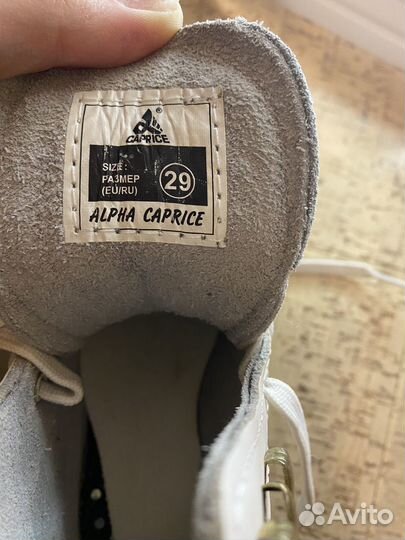 ®
CAPRICE
SIZE :
РАЗМЕР
(EU/RU)
29
ALPHA CAPRICE
Avito